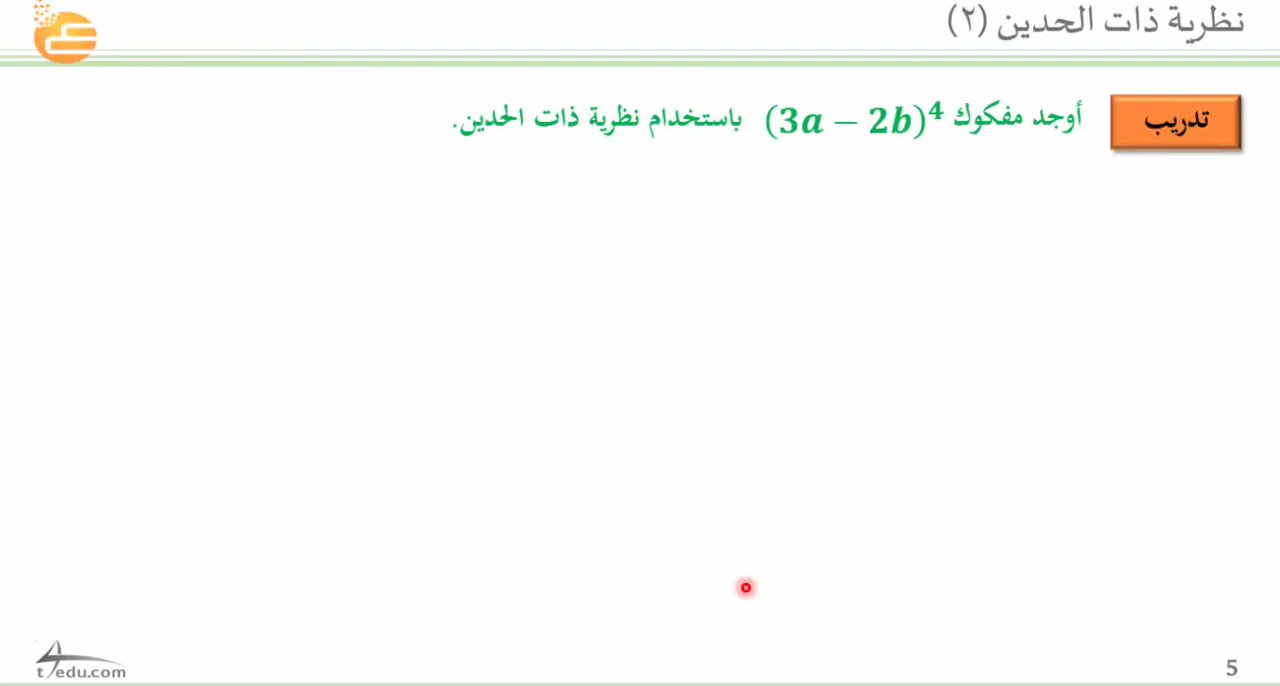 نظرية ذات الحدين (٢)
تدريب
أوجد مفكوك (3a − 2b)⁴ باستخدام نظرية ذات الحدين.
t4edu.com
5